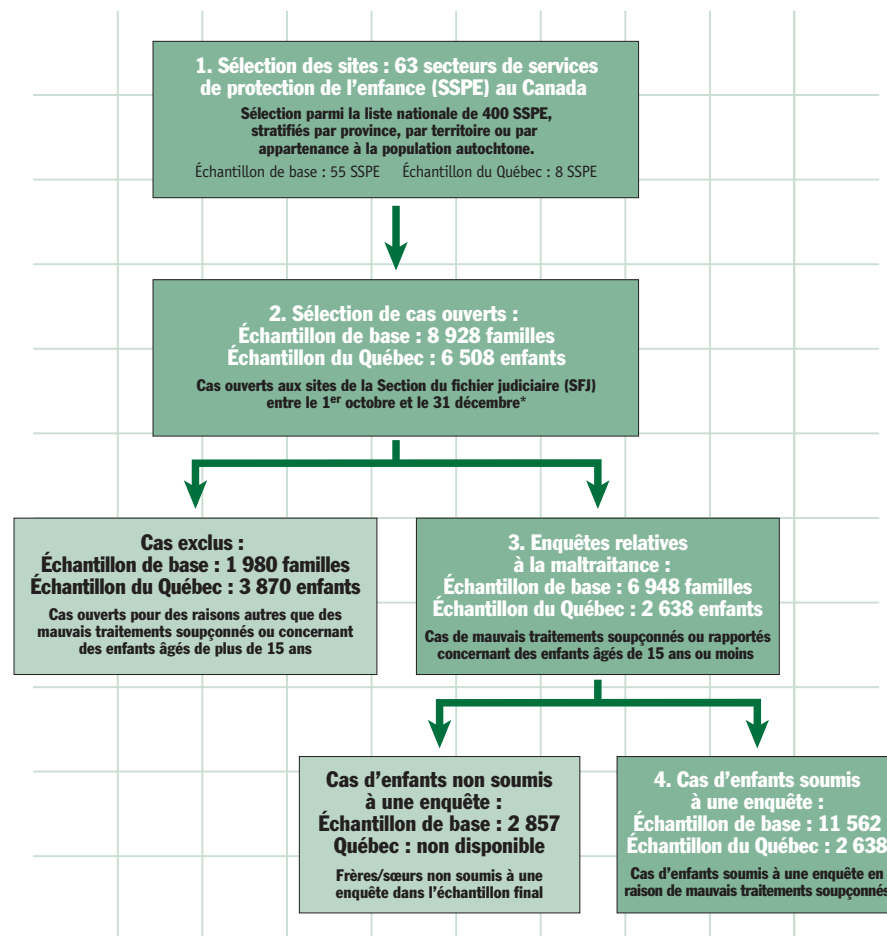 1. Sélection des sites : 63 secteurs de services
de protection de l'enfance (SSPE) au Canada
Sélection parmi la liste nationale de 400 SSPE,
stratifiés par province, par territoire ou par
appartenance à la population autochtone.
Échantillon de base : 55 SSPE Échantillon du Québec : 8 SSPE
2. Sélection de cas ouverts :
Échantillon de base : 8 928 familles
Échantillon du Québec : 6 508 enfants
Cas ouverts aux sites de la Section du fichier judiciaire (SFJ)
entre le 1er octobre et le 31 décembre*
Cas exclus :
Échantillon de base : 1 980 familles
Échantillon du Québec : 3 870 enfants
Cas ouverts pour des raisons autres que des
mauvais traitements soupçonnés ou concernant
des enfants âgés de plus de 15 ans
3. Enquêtes relatives
à la maltraitance :
Échantillon de base : 6 948 familles
Échantillon du Québec : 2 638 enfants
Cas de mauvais traitements soupçonnés ou rapportés
concernant des enfants âgés de 15 ans ou moins
Cas d'enfants non soumis
à une enquête :
Échantillon de base : 2 857
Québec : non disponible
Frères/sœurs non soumis à une
enquête dans l'échantillon final
4. Cas d'enfants soumis
à une enquête :
Échantillon de base : 11 562
Échantillon du Québec : 2 638
Cas d'enfants soumis à une enquête en
raison de mauvais traitements soupçonnés